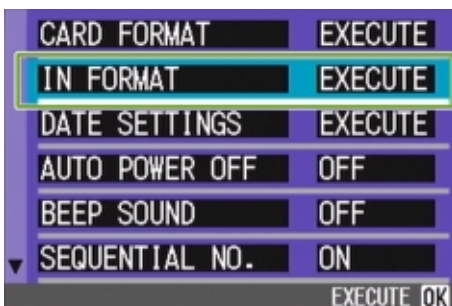 CARD FORMAT EXECUTE
IN FORMAT EXECUTE
DATE SETTINGS EXECUTE
AUTO POWER OFF OFF
BEEP SOUND OFF
SEQUENTIAL NO. ON
EXECUTE OK